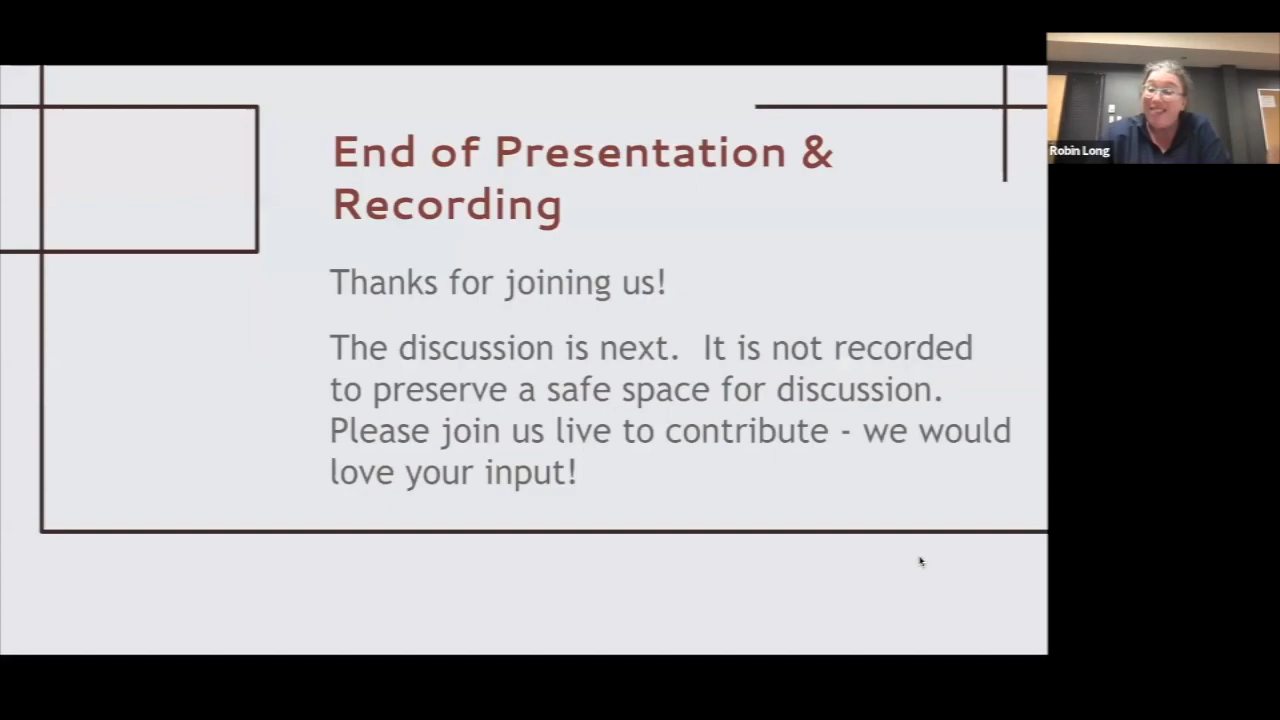 End of Presentation &
Recording
Thanks for joining us!
The discussion is next.  It is not recorded
to preserve a safe space for discussion.
Please join us live to contribute - we would
love your input!
Robin Long